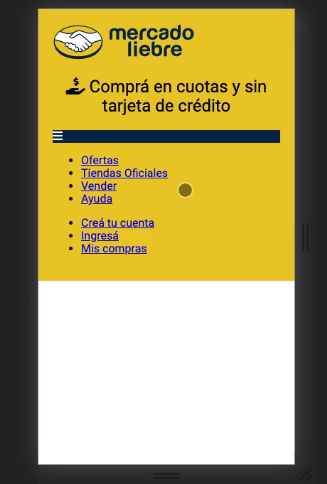 mercado
liebre
Comprá en cuotas y sin
tarjeta de crédito
Ofertas
Tiendas Oficiales
Vender
Ayuda
Creá tu cuenta
Ingresá
Mis compras